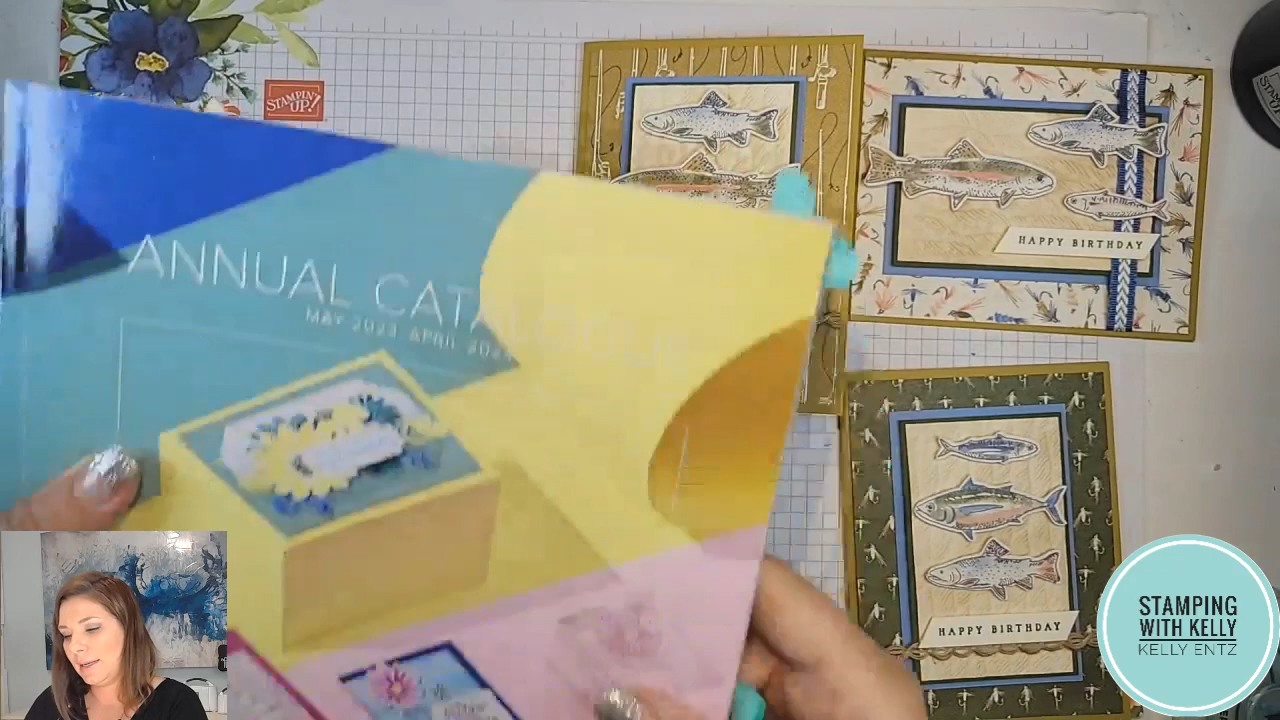 STAMPIN'
UP!
ANNUAL CATALOGUE
MAY 2023 APRIL 2024
HAPPY BIRTHDAY
HAPPY BIRTHDAY
STAMPING
WITH KELLY
KELLY ENTZ